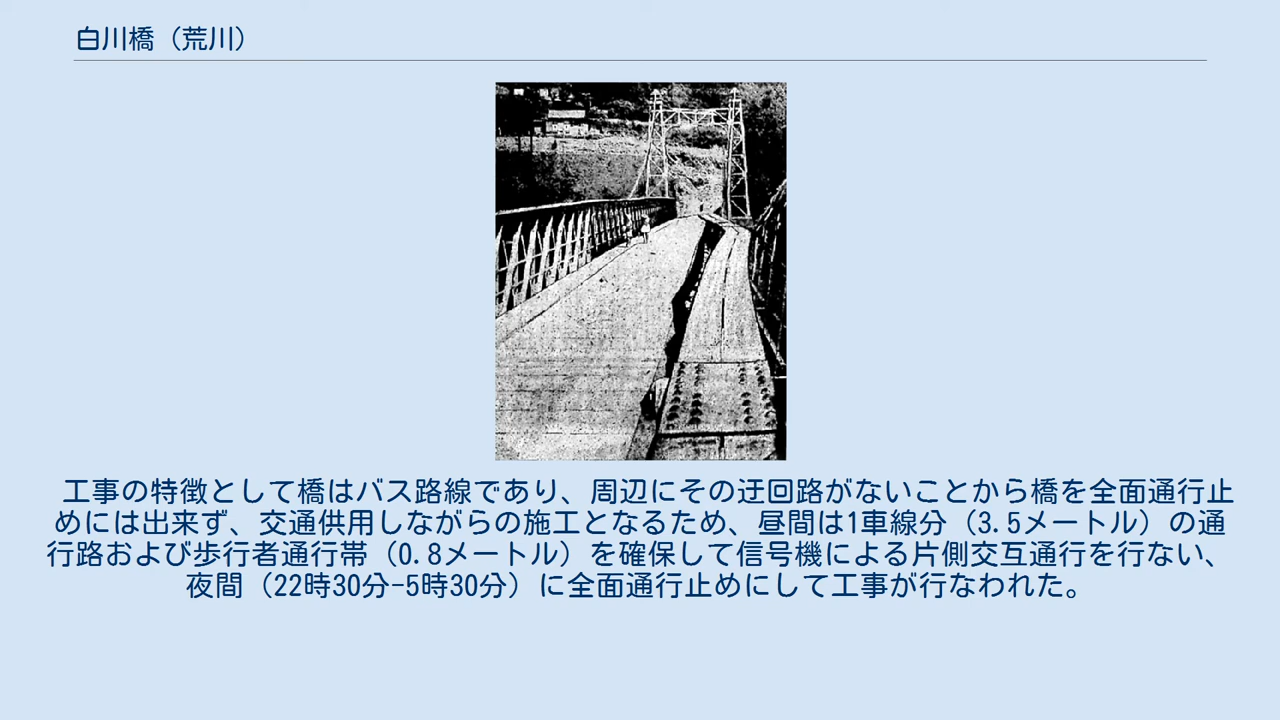 白川橋（荒川）
工事の特徴として橋はバス路線であり、周辺にその迂回路がないことから橋を全面通行止
めには出来ず、交通供用しながらの施工となるため、昼間は1車線分（3.5メートル）の通
行路および歩行者通行帯（0.8メートル）を確保して信号機による片側交互通行を行ない、
夜間（22時30分-5時30分）に全面通行止めにして工事が行なわれた。